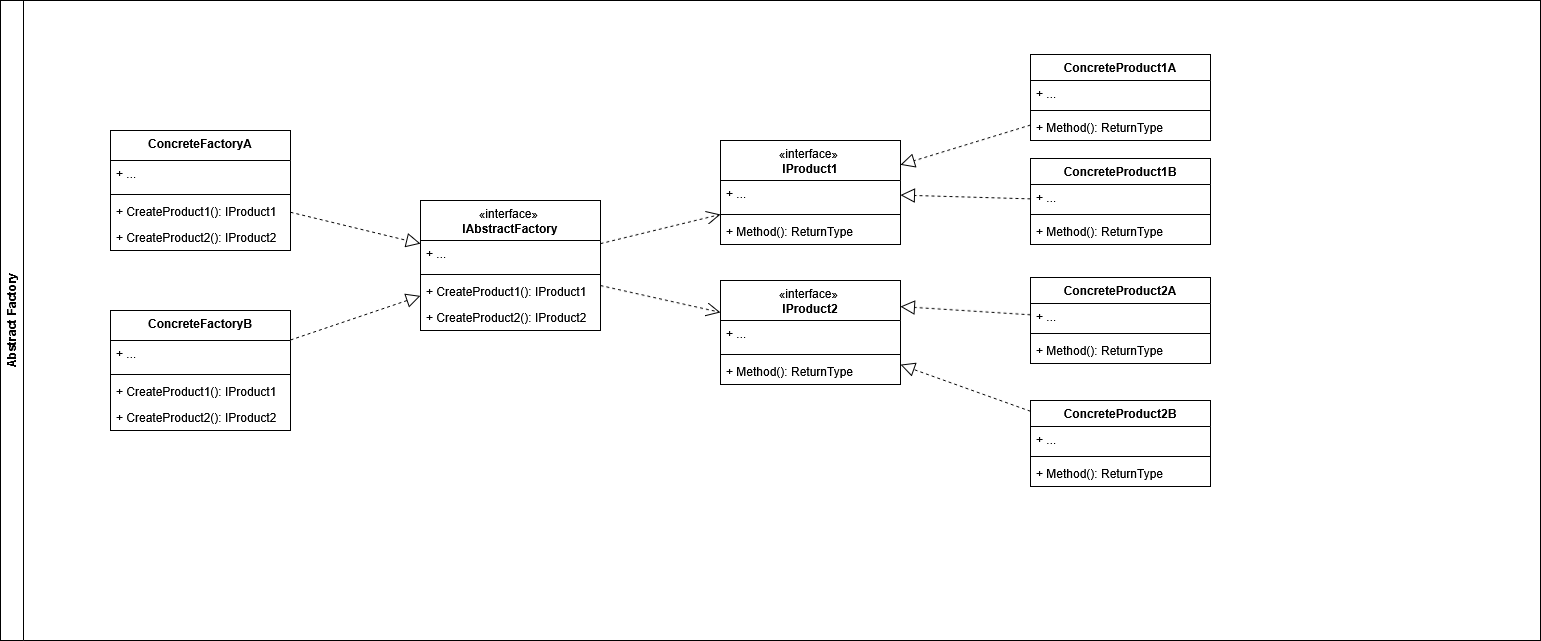 Abstract Factory
ConcreteFactoryA
+ ...
+ CreateProduct1(): IProduct1
+ CreateProduct2(): IProduct2
ConcreteFactoryB
+ ...
+ CreateProduct1(): IProduct1
+ CreateProduct2(): IProduct2
«interface»
IAbstractFactory
+ ...
+ CreateProduct1(): IProduct1
+ CreateProduct2(): IProduct2
«interface»
IProduct1
+ ...
+ Method(): ReturnType
«interface»
IProduct2
+ ...
+ Method(): ReturnType
ConcreteProduct1A
+ ...
+ Method(): ReturnType
ConcreteProduct1B
+ ...
+ Method(): ReturnType
ConcreteProduct2A
+ ...
+ Method(): ReturnType
ConcreteProduct2B
+ ...
+ Method(): ReturnType